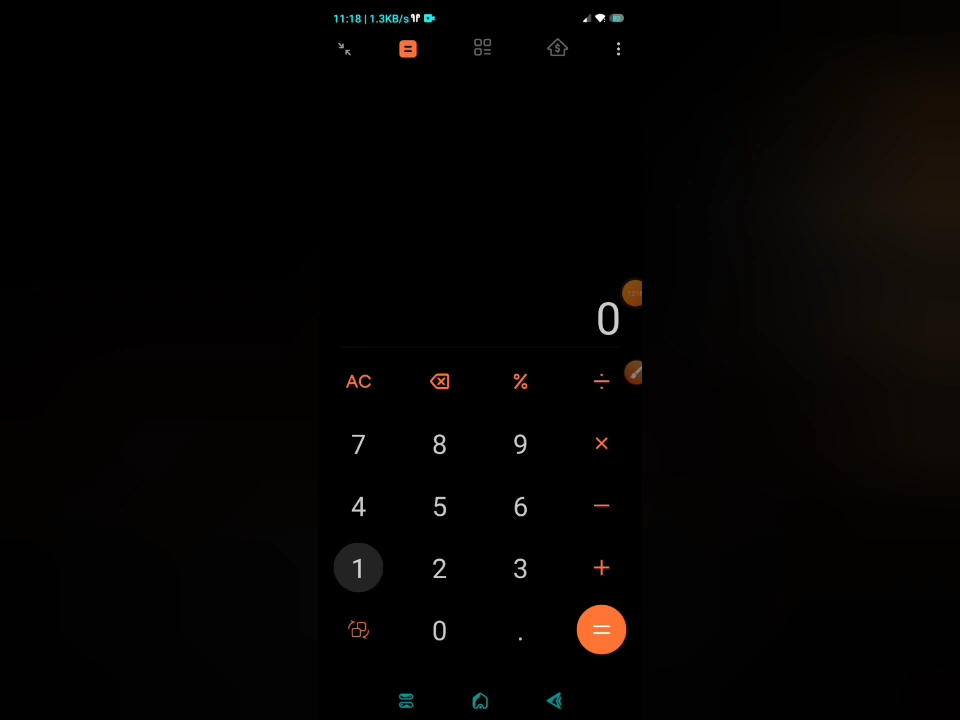 11:18 | 1.3KB/s
0
AC % ÷
7 8 9 ×
4 5 6 −
1 2 3 +
0 . =